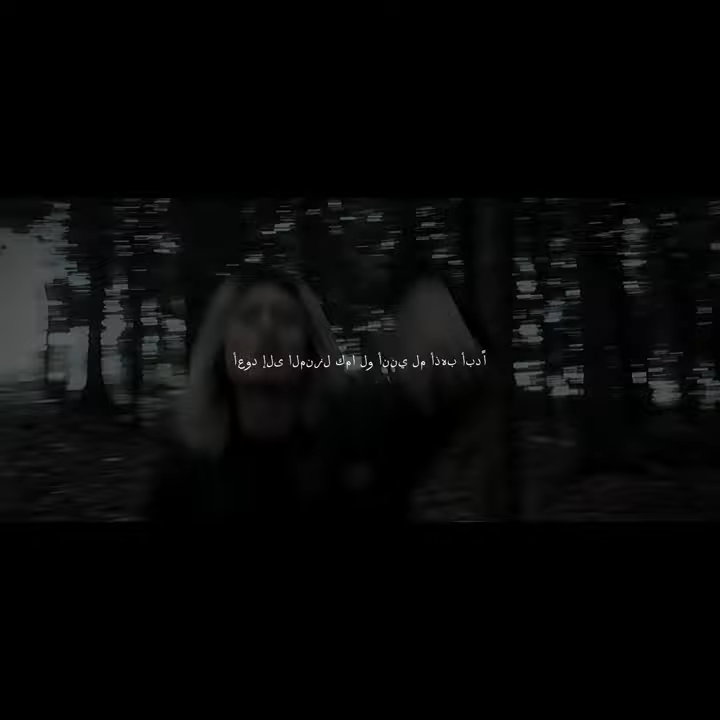 أعود إلى المنزل كما لو أنني لم أذهب أبداً